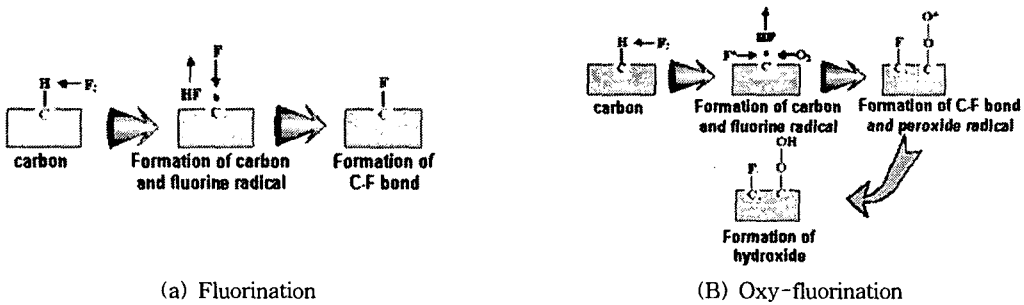 H F₂
C
carbon
F
HF
C
Formation of carbon
and fluorine radical
F
C
Formation of
C-F bond
(a) Fluorination
H F₂
C
carbon
HF
F• O₂
C
Formation of carbon
and fluorine radical
O•
F O
C C
Formation of C-F bond
and peroxide radical
OH
F O
C C
Formation of
hydroxide
(B) Oxy-fluorination